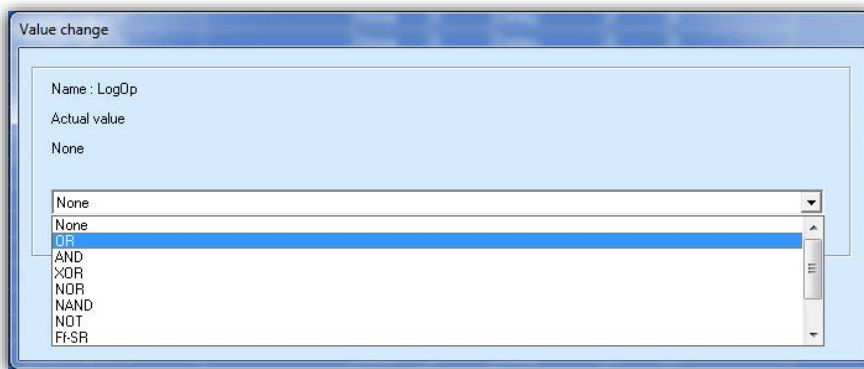 Value change
Name : LogOp
Actual value
None
None
None
OR
AND
XOR
NOR
NAND
NOT
Ff-SR